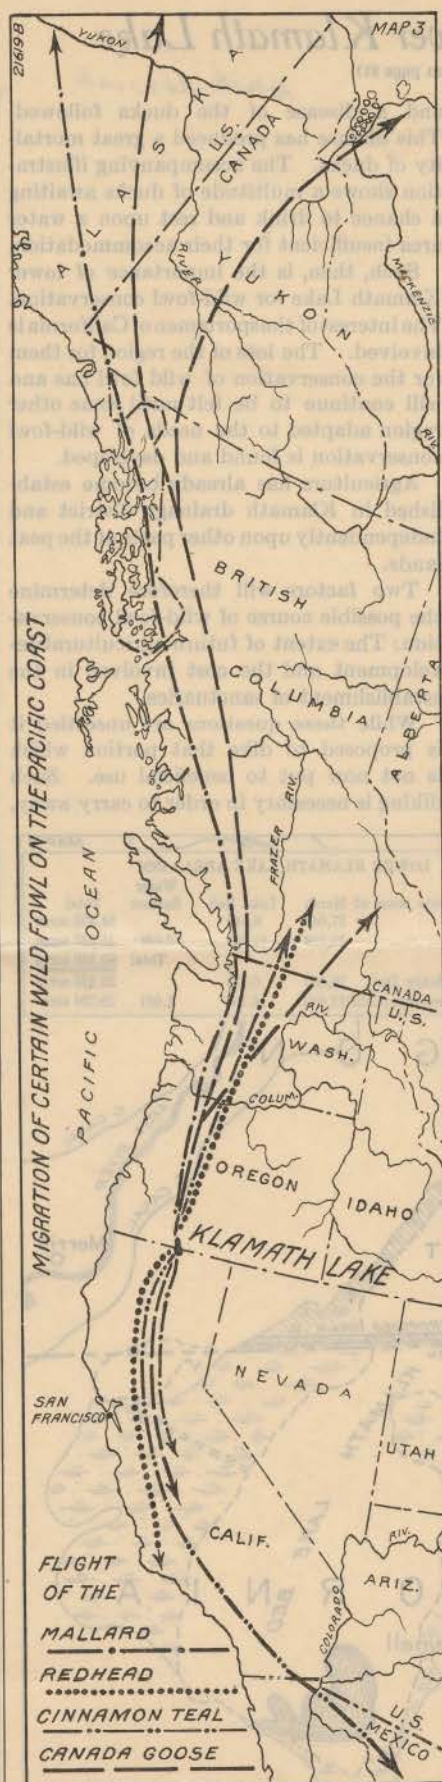 21619B
MAP 3
YUKON
ALASKA
U.S.
CANADA
RIVER
YUKON
MACKENZIE
RIV.
BRITISH
COLUMBIA
ALBERTA
FRAZER RIV.
MIGRATION OF CERTAIN WILD FOWL ON THE PACIFIC COAST
PACIFIC OCEAN
CANADA
U.S.
RIV.
WASH.
COLUM.
OREGON
IDAHO
KLAMATH LAKE
NEVADA
SAN
FRANCISCO
UTAH
CALIF.
RIV.
ARIZ.
COLORADO
U.S.
MEXICO
FLIGHT
OF THE
MALLARD
REDHEAD
CINNAMON TEAL
CANADA GOOSE